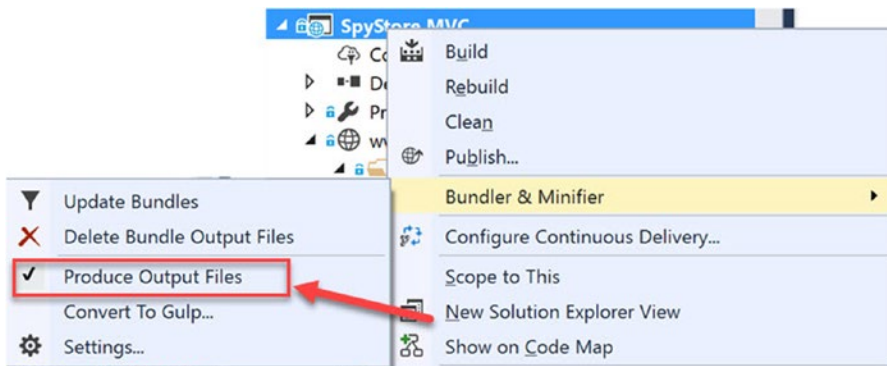 SpyStore MVC
Build
Rebuild
Clean
Publish...
Bundler & Minifier
Configure Continuous Delivery...
Scope to This
New Solution Explorer View
Show on Code Map
Update Bundles
Delete Bundle Output Files
Produce Output Files
Convert To Gulp...
Settings...